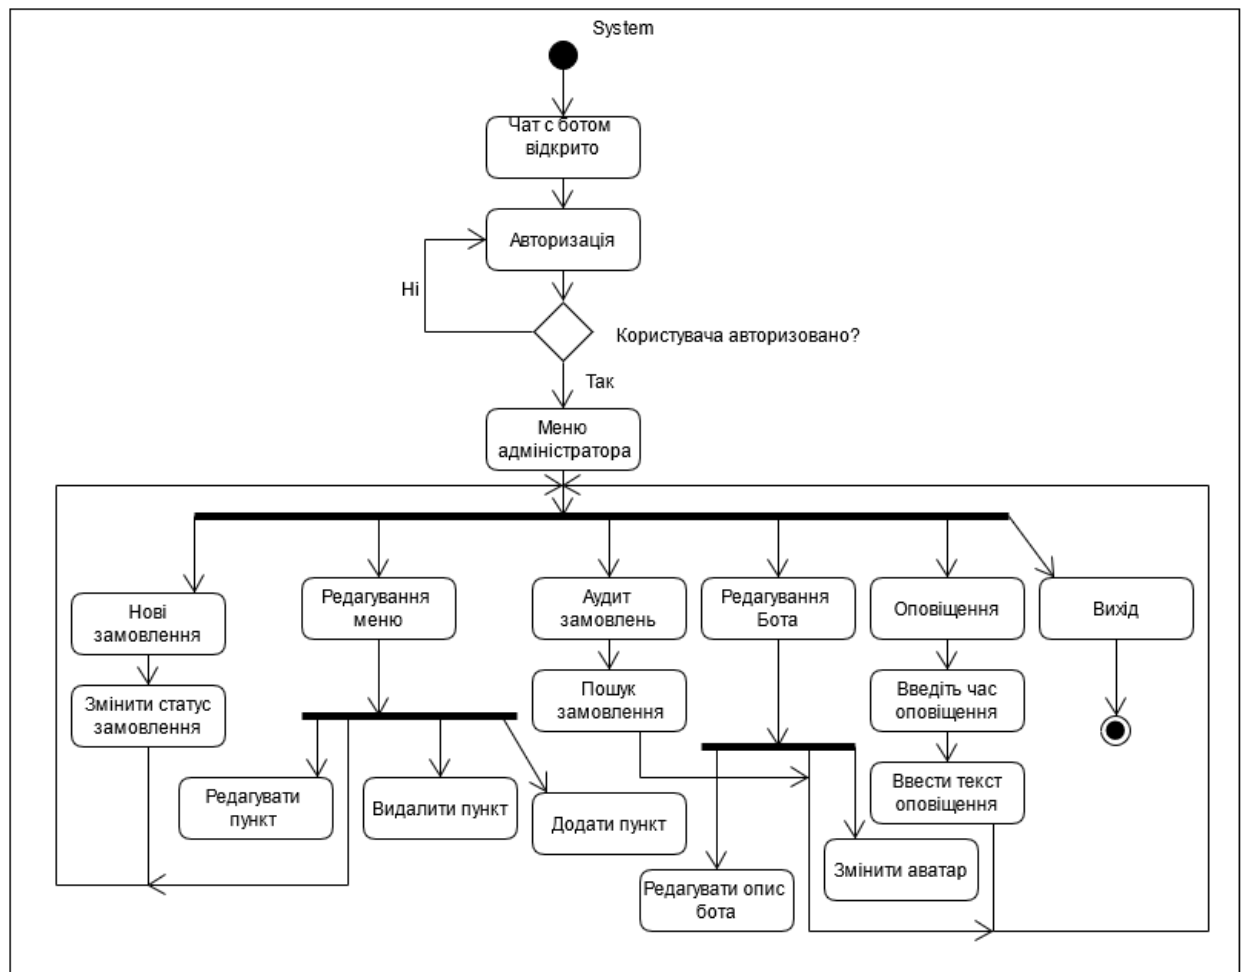 System
Чат с ботом
відкрито
Авторизація
Ні
Користувача авторизовано?
Так
Меню
адміністратора
Нові
замовлення
Редагування
меню
Аудит
замовлень
Редагування
Бота
Оповіщення
Вихід
Змінити статус
замовлення
Пошук
замовлення
Введіть час
оповіщення
Редагувати
пункт
Видалити пункт
Додати пункт
Ввести текст
оповіщення
Редагувати опис
бота
Змінити аватар